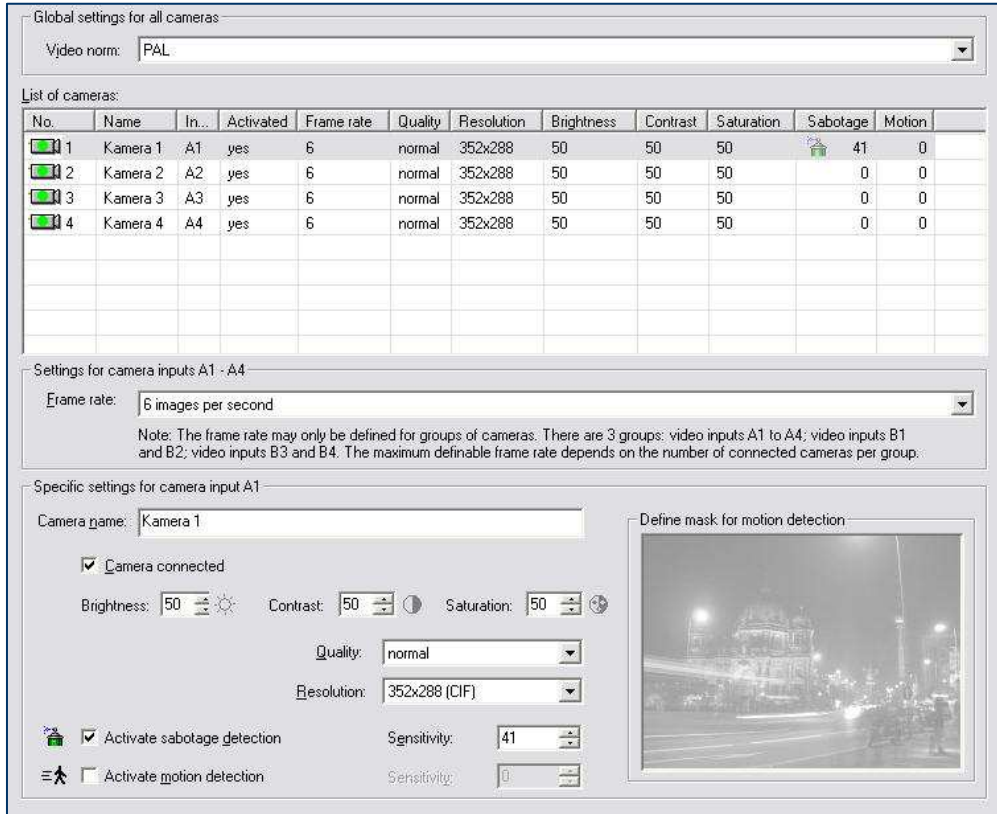 Global settings for all cameras
Video norm: PAL
List of cameras:
No. Name In... Activated Frame rate Quality Resolution Brightness Contrast Saturation Sabotage Motion
1 Kamera 1 A1 yes 6 normal 352x288 50 50 50 41 0
2 Kamera 2 A2 yes 6 normal 352x288 50 50 50 0 0
3 Kamera 3 A3 yes 6 normal 352x288 50 50 50 0 0
4 Kamera 4 A4 yes 6 normal 352x288 50 50 50 0 0
Settings for camera inputs A1 - A4
Frame rate: 6 images per second
Note: The frame rate may only be defined for groups of cameras. There are 3 groups: video inputs A1 to A4; video inputs B1
and B2; video inputs B3 and B4. The maximum definable frame rate depends on the number of connected cameras per group.
Specific settings for camera input A1
Camera name: Kamera 1
Define mask for motion detection
Camera connected
Brightness: 50 Contrast: 50 Saturation: 50
Quality: normal
Resolution: 352x288 (CIF)
Activate sabotage detection Sensitivity: 41
Activate motion detection Sensitivity: 0